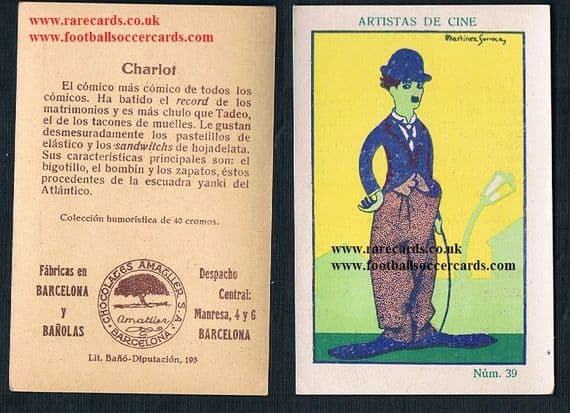 www.rarecards.co.uk
www.footballsoccercards.com
Charlot
El cómico más cómico de todos los
cómicos. Ha batido el record de los
matrimonios y es más chulo que Tadeo,
el de los tacones de muelles. Le gustan
desmesuradamente los pastelillos de
elástico y los sandwitchs de hojadelata.
Sus características principales son: el
bigotillo, el bombín y los zapatos, éstos
procedentes de la escuadra yanki del
Atlántico.
Colección humorística de 40 cromos.
Fábricas en
BARCELONA
y
BAÑOLAS
CHOCOLATES AMATLLER, S.A.
Amatller
BARCELONA
Despacho
Central:
Manresa, 4 y 6
BARCELONA
Lit. Bañó-Diputación, 195
ARTISTAS DE CINE
Martinez Surroca
www.rarecards.co.uk
www.footballsoccercards.com
Núm. 39